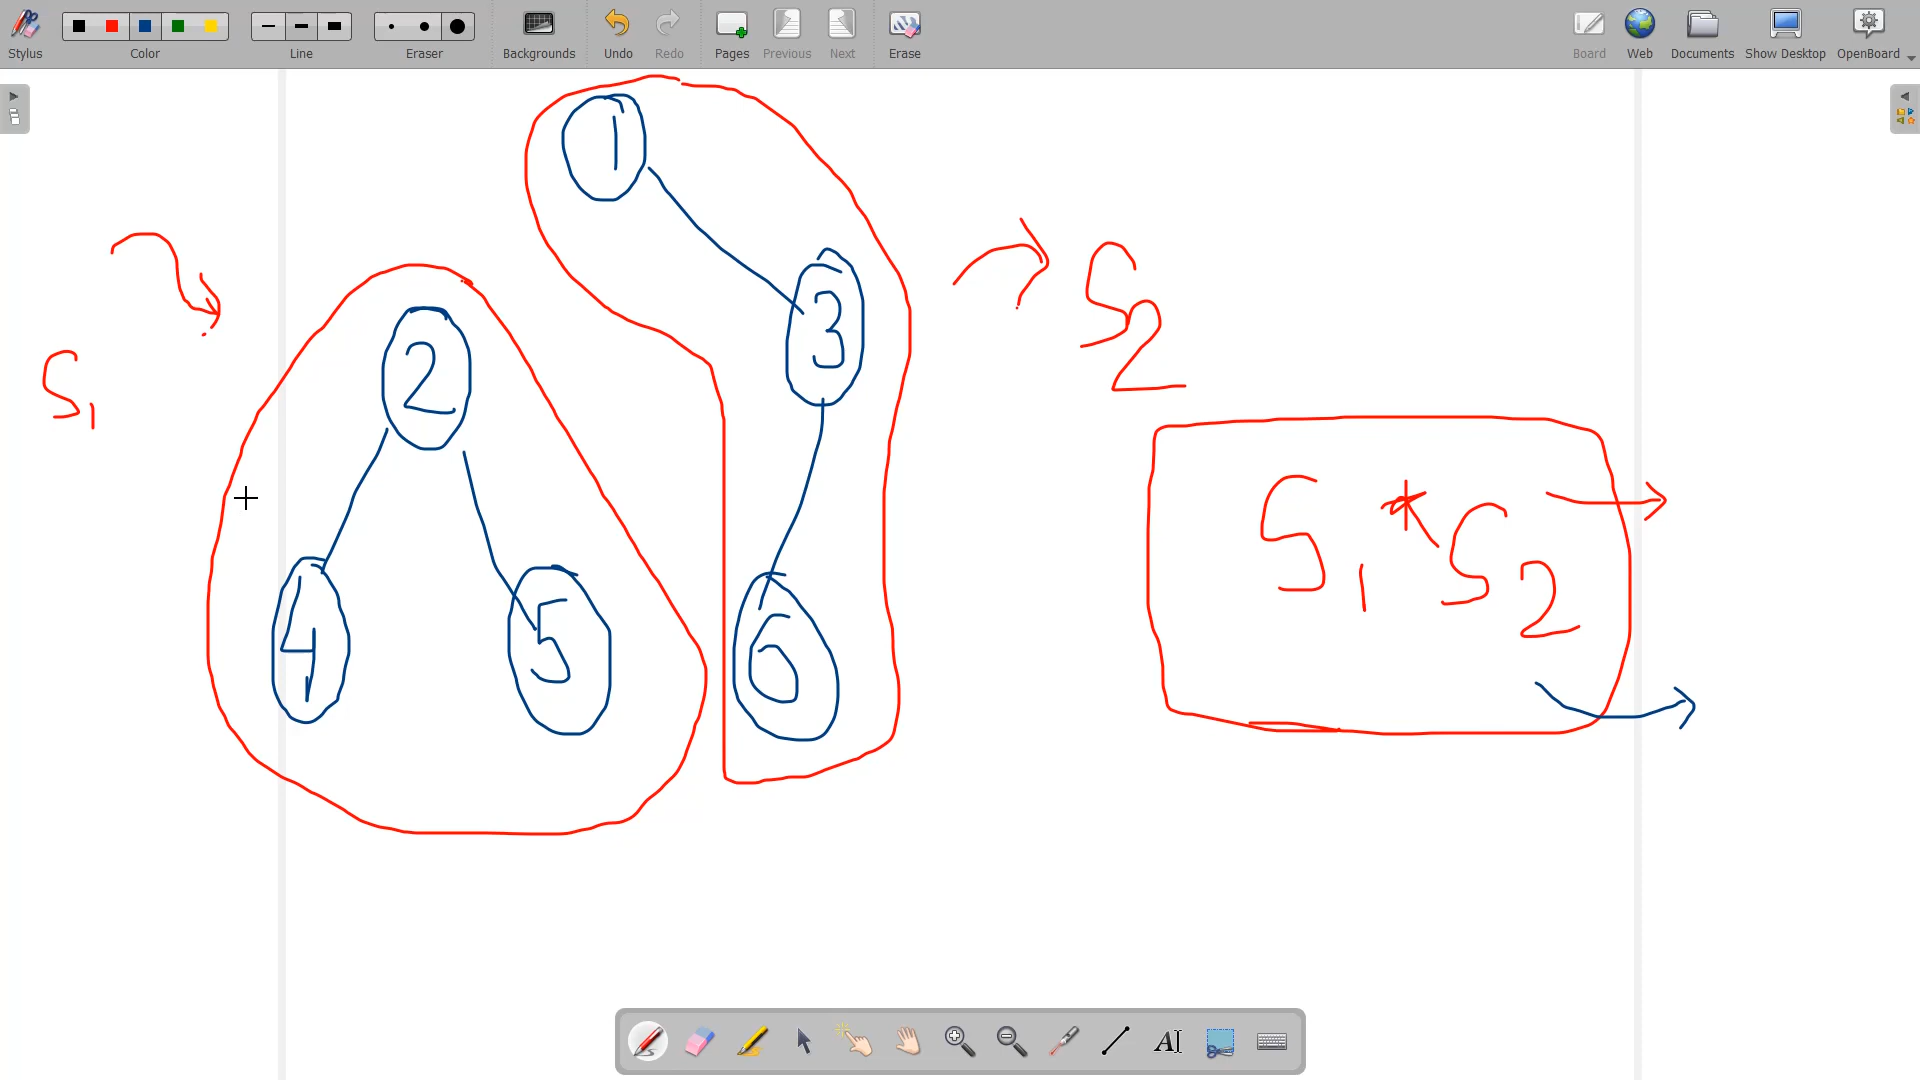 Stylus
Color
Line
Eraser
Backgrounds
Undo
Redo
Pages
Previous
Next
Erase
Board
Web
Documents
Show Desktop
OpenBoard
1
3
2
4
5
6
S1
S2
S1*S2
AI